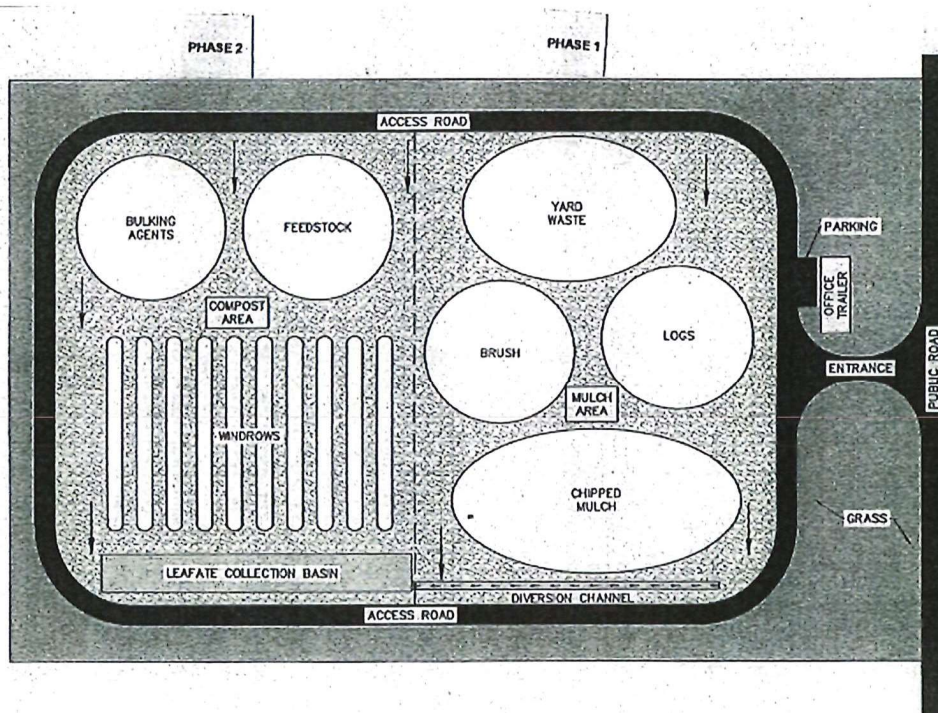 PHASE 2
PHASE 1
ACCESS ROAD
BULKING
AGENTS
FEEDSTOCK
YARD
WASTE
PARKING
OFFICE
TRAILER
COMPOST
AREA
BRUSH
LOGS
ENTRANCE
PUBLIC ROAD
MULCH
AREA
WINDROWS
CHIPPED
MULCH
GRASS
LEAFATE COLLECTION BASIN
DIVERSION CHANNEL
ACCESS ROAD